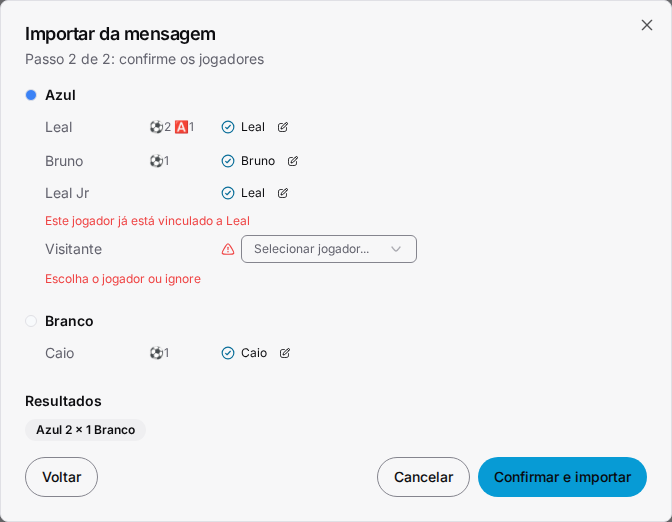 Importar da mensagem
Passo 2 de 2: confirme os jogadores
Azul
Leal ⚽2 🅰️1 Leal
Bruno ⚽1 Bruno
Leal Jr Leal
Este jogador já está vinculado a Leal
Visitante Selecionar jogador...
Escolha o jogador ou ignore
Branco
Caio ⚽1 Caio
Resultados
Azul 2 × 1 Branco
Voltar Cancelar Confirmar e importar